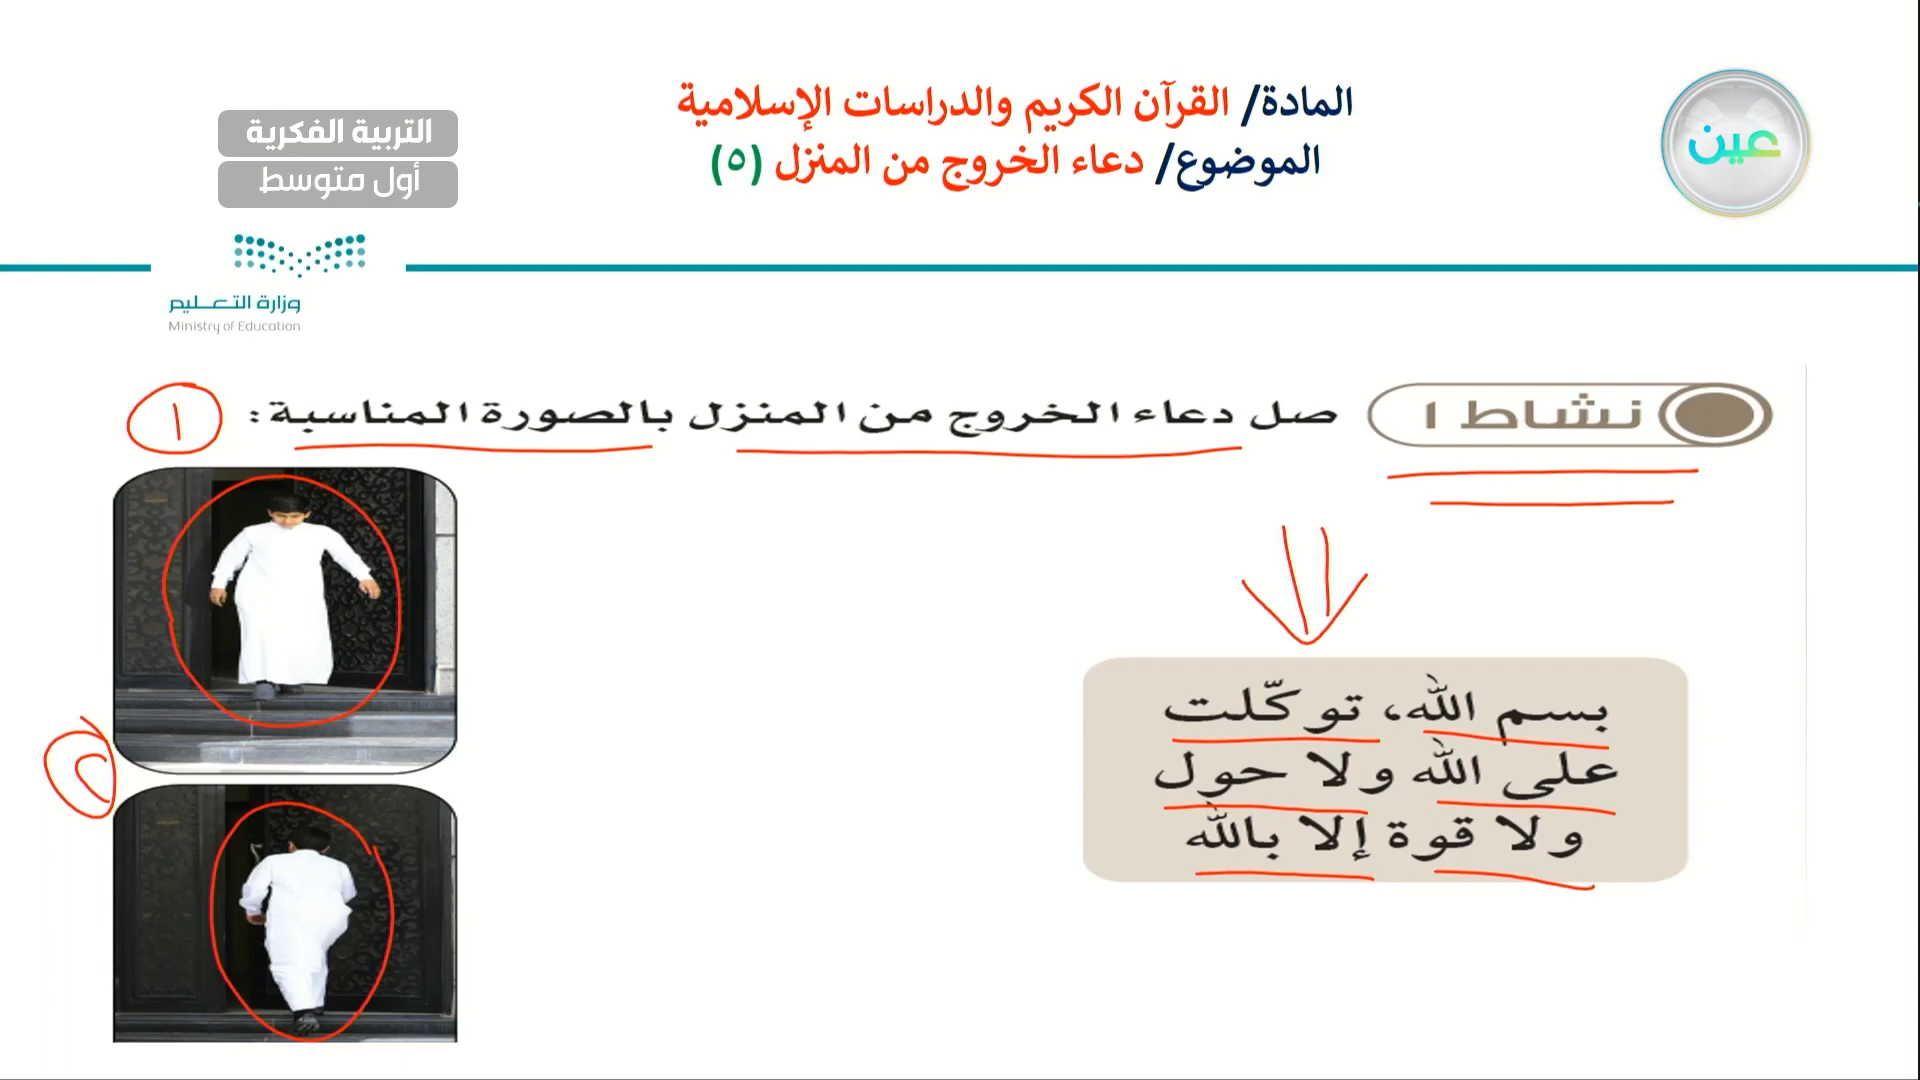 المادة/ القرآن الكريم والدراسات الإسلامية
الموضوع/ دعاء الخروج من المنزل (٥)
عين
التربية الفكرية
أول متوسط
وزارة التعليم
Ministry of Education
نشاط ١
صل دعاء الخروج من المنزل بالصورة المناسبة:
١
٢
بسم الله، توكّلت
على الله ولا حول
ولا قوة إلا بالله